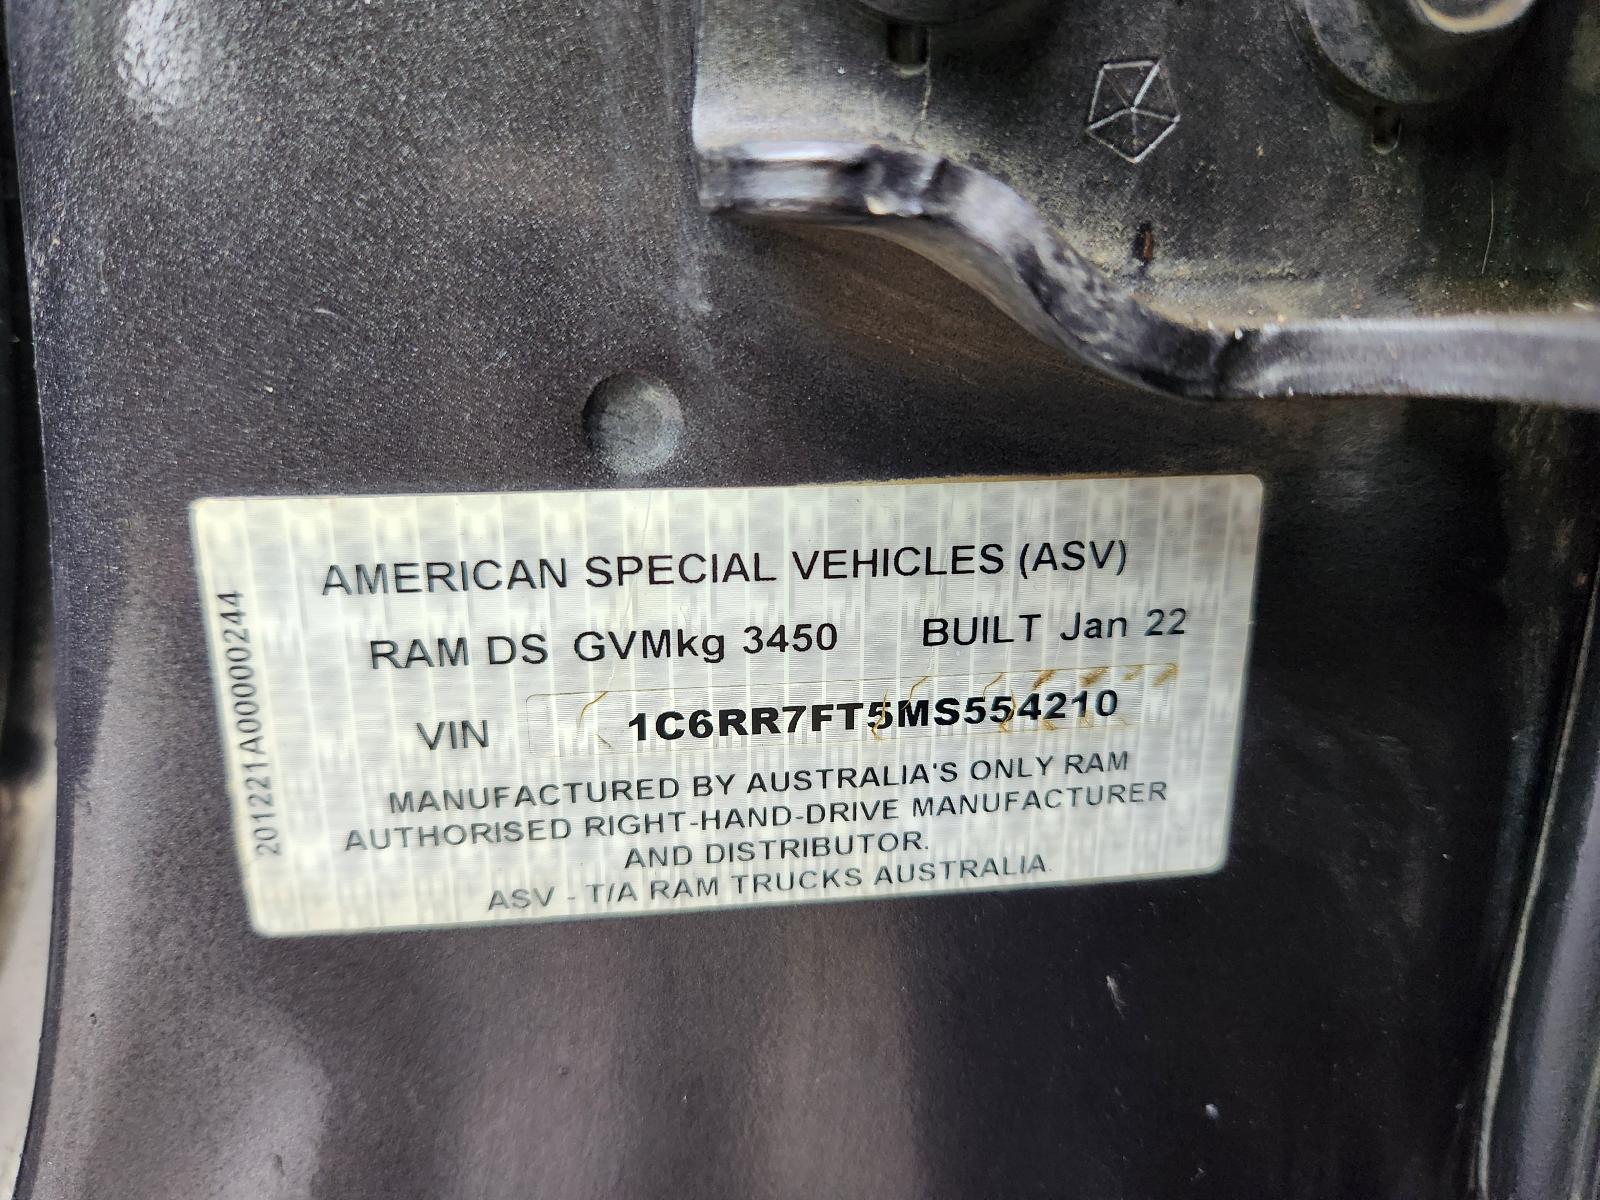 AMERICAN SPECIAL VEHICLES (ASV)
RAM DS GVMkg 3450 BUILT Jan 22
VIN 1C6RR7FT5MS554210
MANUFACTURED BY AUSTRALIA'S ONLY RAM
AUTHORISED RIGHT-HAND-DRIVE MANUFACTURER
AND DISTRIBUTOR.
ASV - T/A RAM TRUCKS AUSTRALIA
201221A00000244